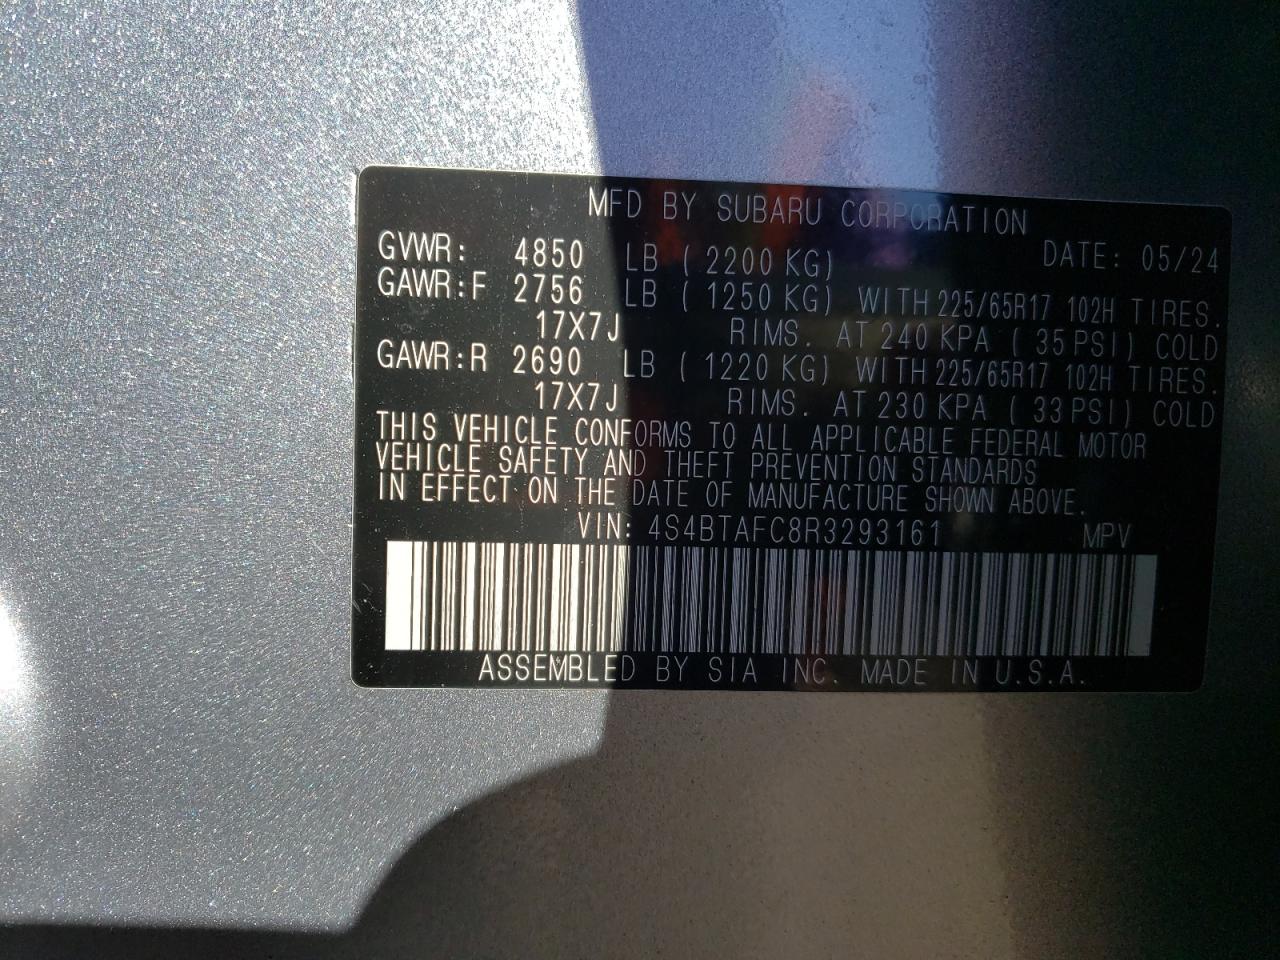 MFD BY SUBARU CORPORATION
GVWR: 4850 LB ( 2200 KG) DATE: 05/24
GAWR:F 2756 LB ( 1250 KG) WITH 225/65R17 102H TIRES.
17X7J RIMS. AT 240 KPA ( 35 PSI) COLD
GAWR:R 2690 LB ( 1220 KG) WITH 225/65R17 102H TIRES.
17X7J RIMS. AT 230 KPA ( 33 PSI) COLD
THIS VEHICLE CONFORMS TO ALL APPLICABLE FEDERAL MOTOR
VEHICLE SAFETY AND THEFT PREVENTION STANDARDS
IN EFFECT ON THE DATE OF MANUFACTURE SHOWN ABOVE.
VIN: 4S4BTAFC8R3293161 MPV
ASSEMBLED BY SIA INC. MADE IN U.S.A.